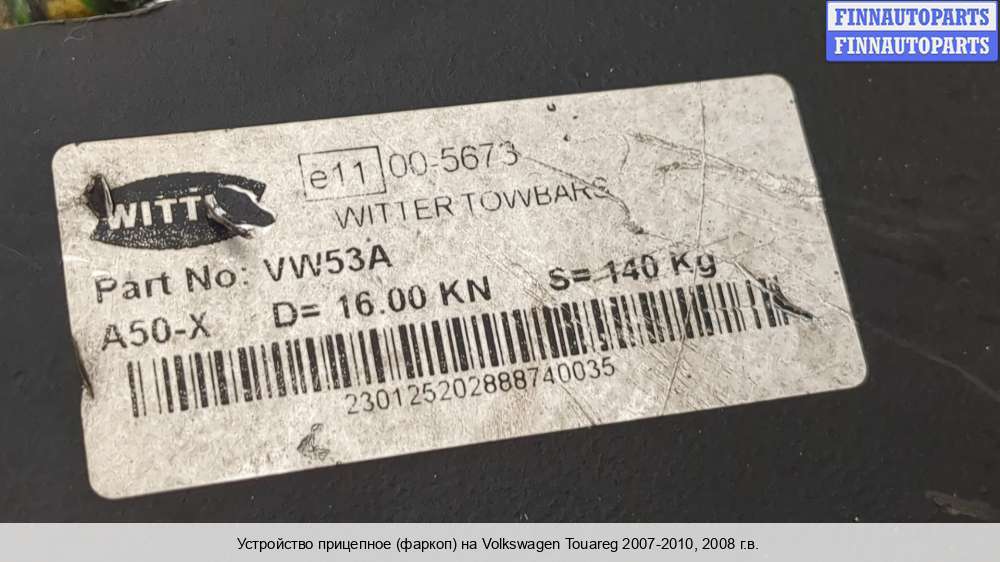 FINNAUTOPARTS
FINNAUTOPARTS
e11 00-5673
WITTER TOWBARS
Part No: VW53A
A50-X D= 16.00 KN S= 140 Kg
230125202888740035
Устройство прицепное (фаркоп) на Volkswagen Touareg 2007-2010, 2008 г.в.